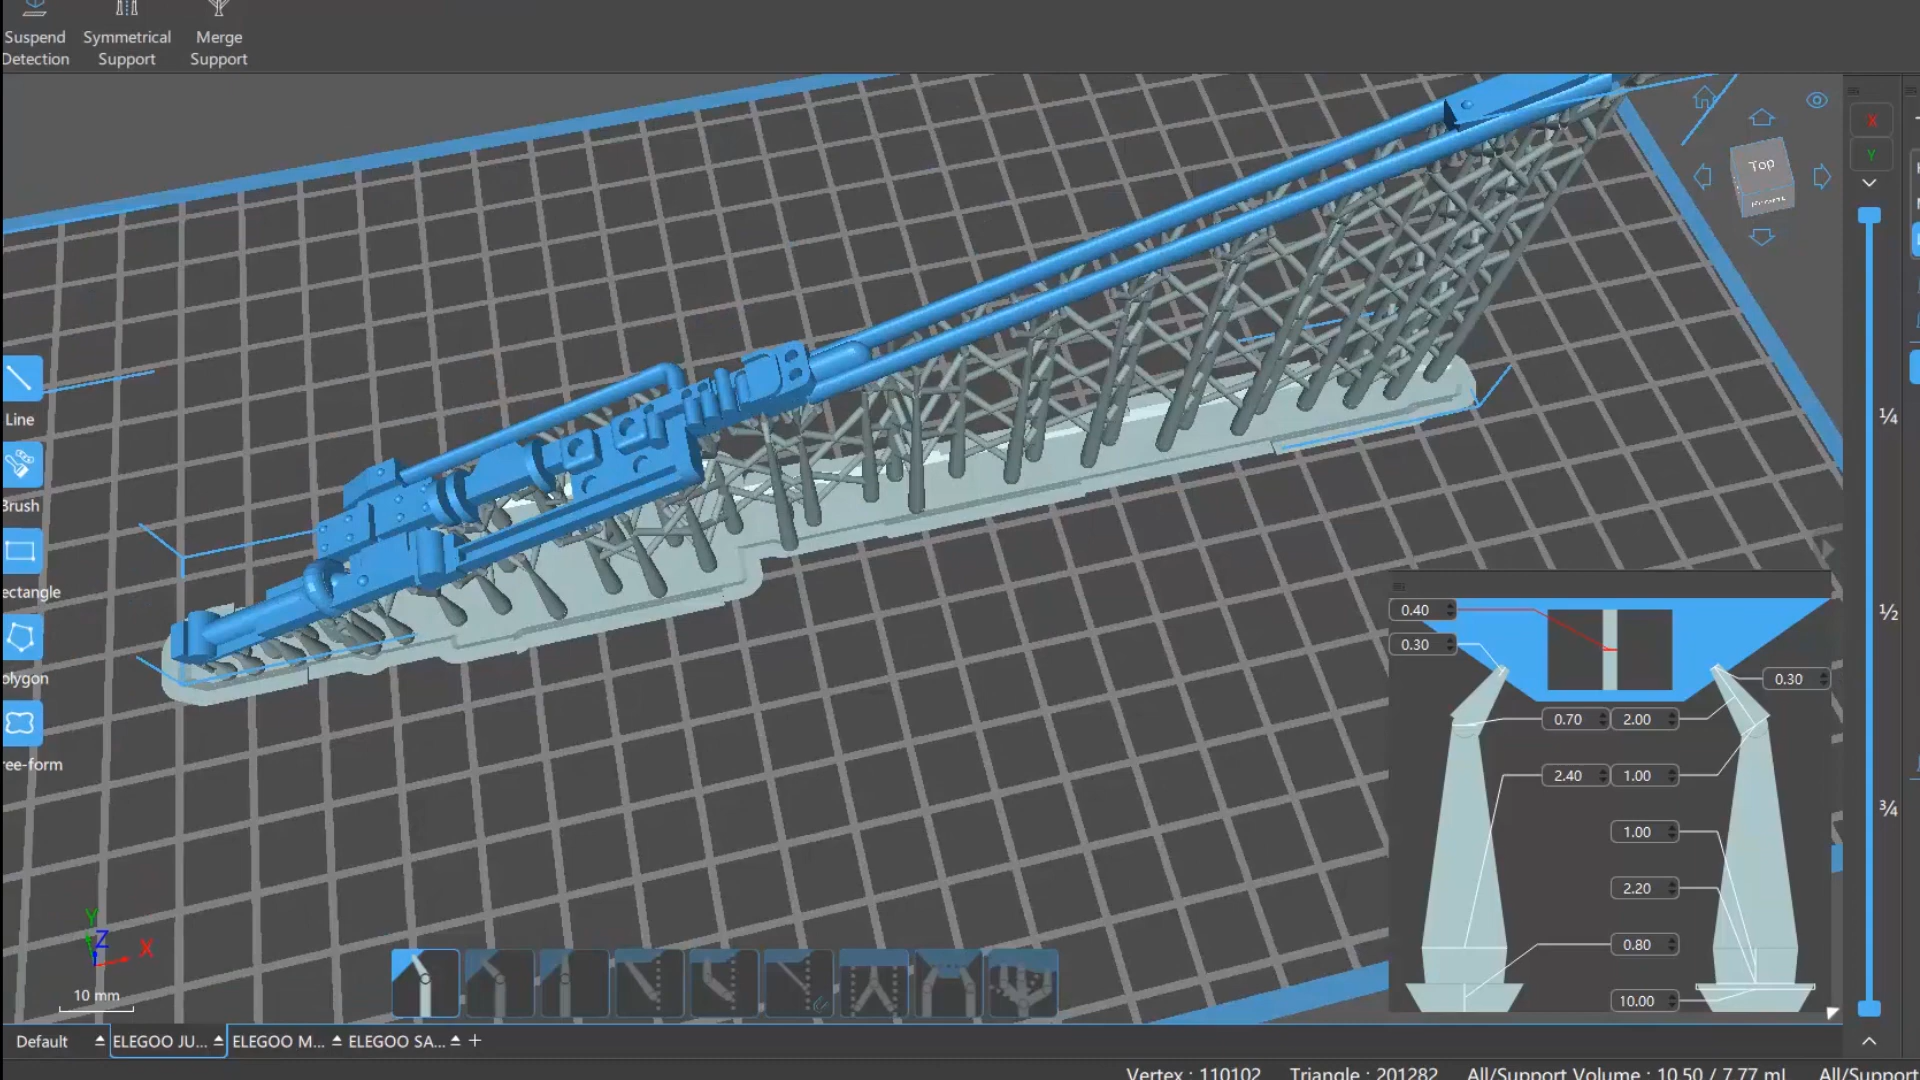 Suspend Detection
Symmetrical Support
Merge Support
Line
Brush
ectangle
olygon
ree-form
Top
X
Y
1/4
1/2
3/4
0.40
0.30
0.30
0.70
2.00
2.40
1.00
1.00
2.20
0.80
10.00
Y
Z
X
10 mm
Default
ELEGOO JU...
ELEGOO M...
ELEGOO SA...
+
Vertex : 110102 Triangle : 201282 All/Support Volume : 10.50 / 7.77 ml All/Support